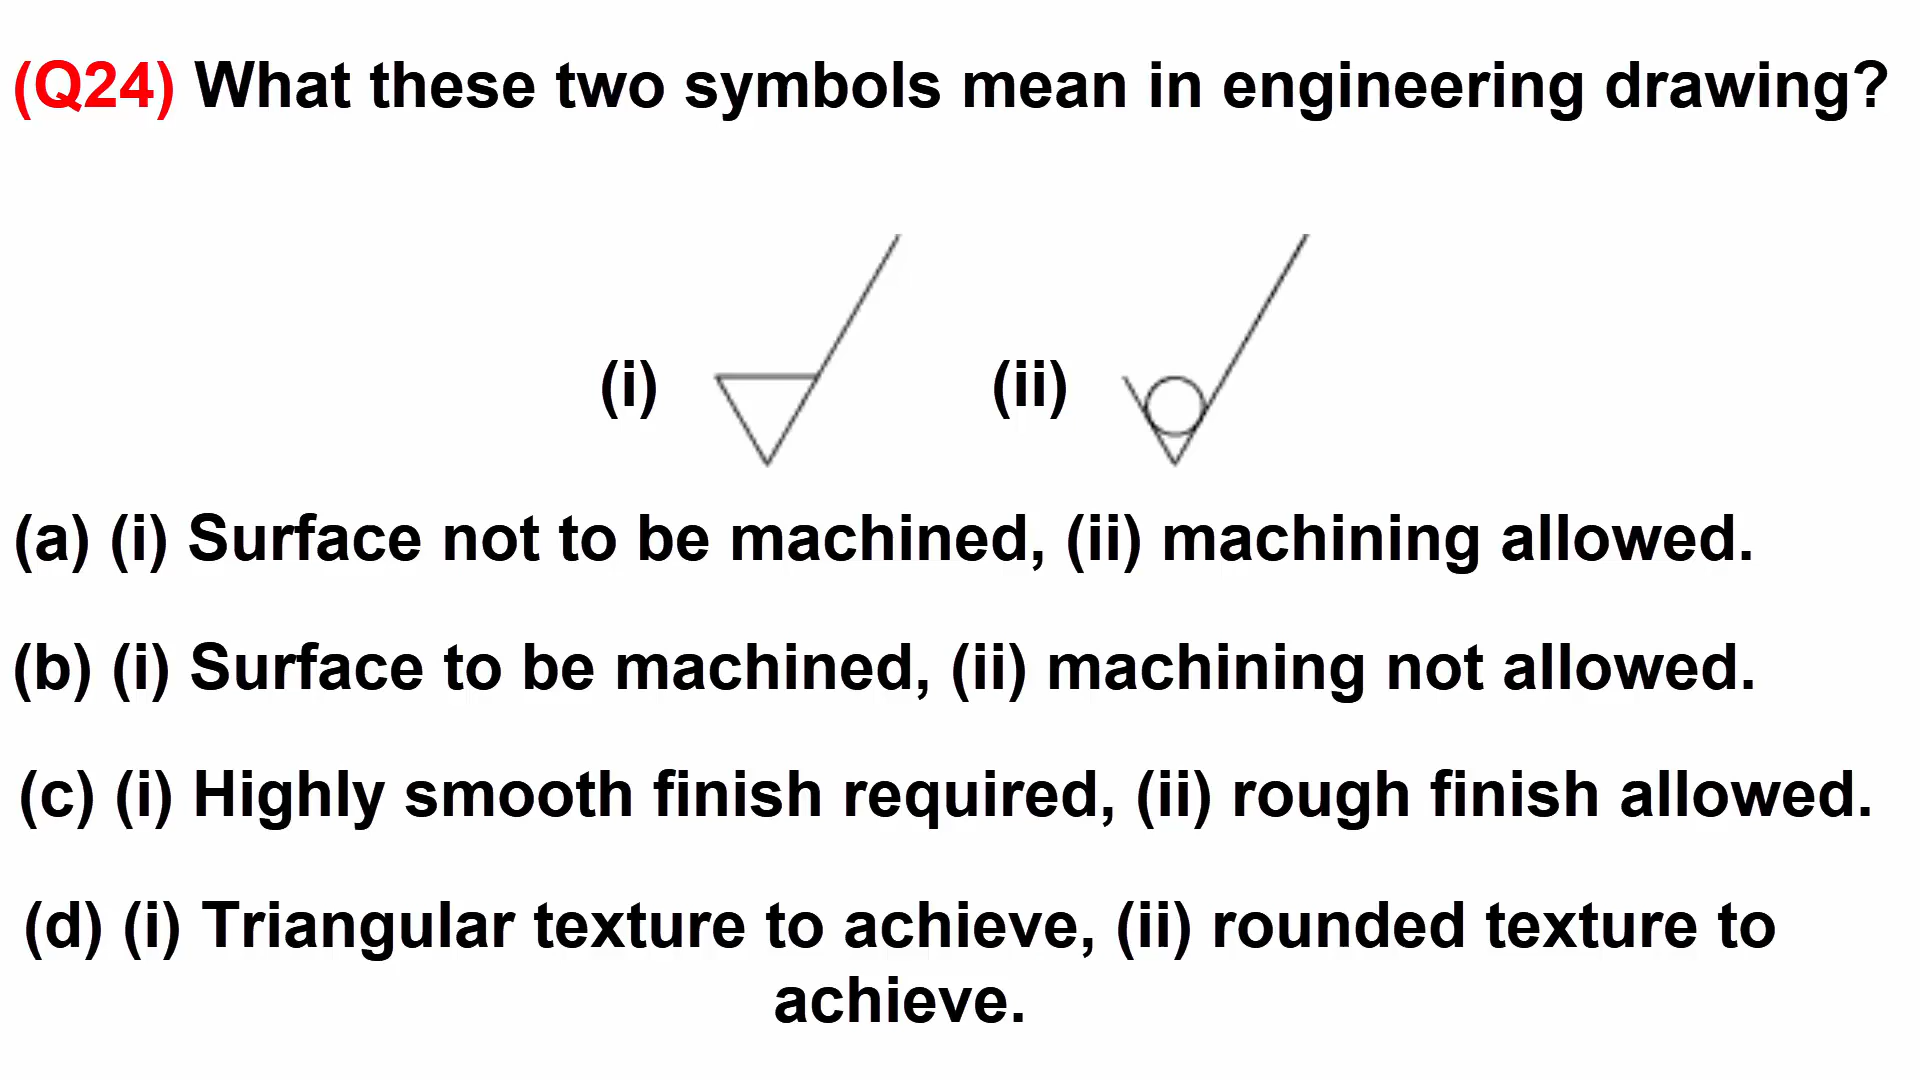 (Q24) What these two symbols mean in engineering drawing?
(i) (ii)
(a) (i) Surface not to be machined, (ii) machining allowed.
(b) (i) Surface to be machined, (ii) machining not allowed.
(c) (i) Highly smooth finish required, (ii) rough finish allowed.
(d) (i) Triangular texture to achieve, (ii) rounded texture to
achieve.